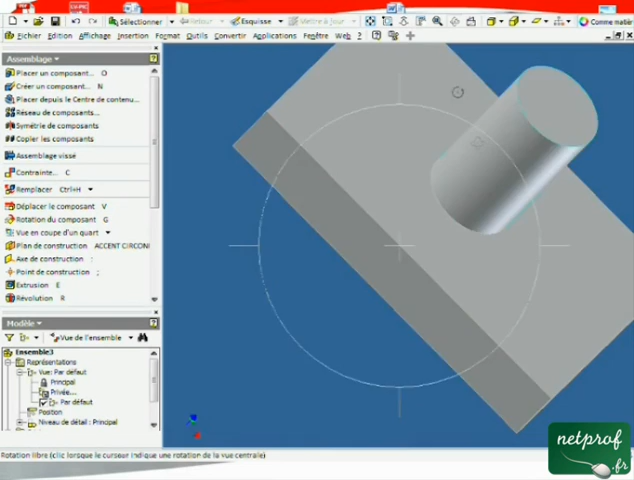 Sélectionner Retour Esquisse Mettre à jour Comme matière
Fichier Edition Affichage Insertion Format Outils Convertir Applications Fenêtre Web
Assemblage
Placer un composant... O
Créer un composant... N
Placer depuis le Centre de contenu...
Réseau de composants...
Symétrie de composants
Copier les composants
Assemblage vissé
Contrainte... C
Remplacer Ctrl+H
Déplacer le composant V
Rotation du composant G
Vue en coupe d'un quart
Plan de construction ACCENT CIRCON
Axe de construction :
Point de construction ;
Extrusion E
Révolution R
Modèle
Vue de l'ensemble
Ensemble3
Représentations
Vue: Par défaut
Principal
Privée...
Par défaut
Position
Niveau de détail : Principal
Rotation libre (clic lorsque le curseur indique une rotation de la vue centrale)
netprof
.fr